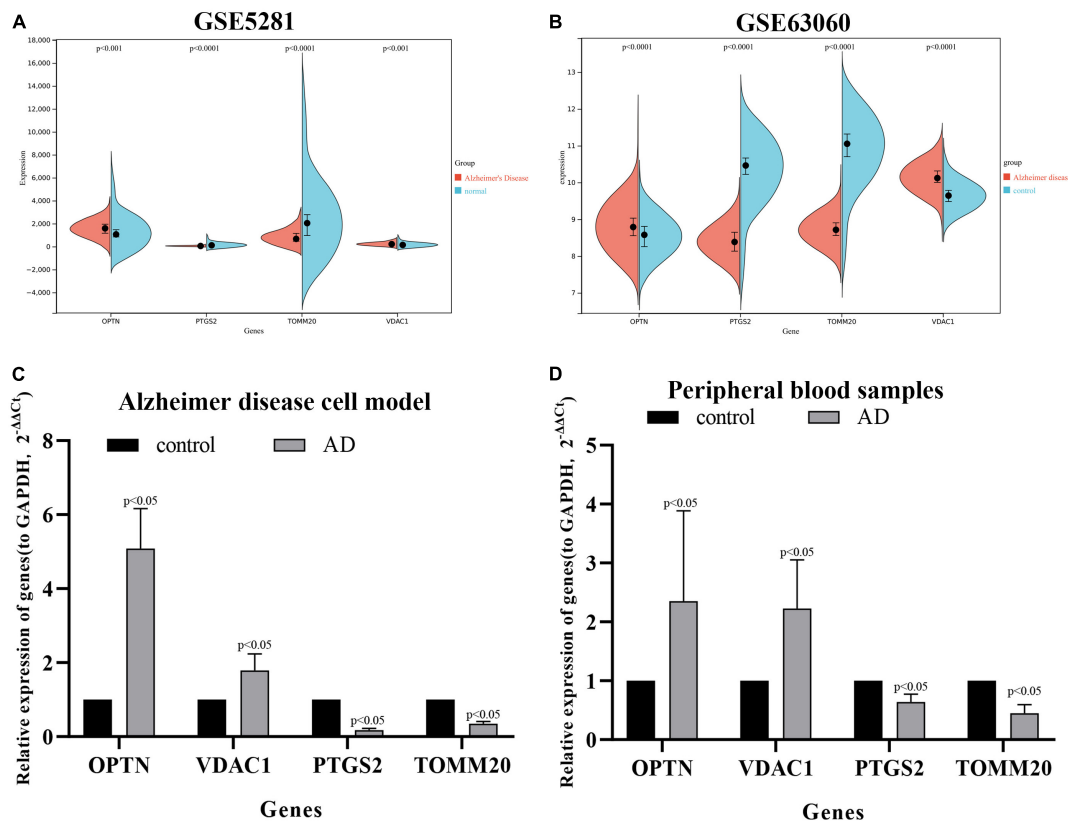 A
GSE5281
p<0.001 p<0.0001 p<0.0001 p<0.001
18,000
16,000
14,000
12,000
10,000
8,000
6,000
4,000
2,000
0
−2,000
−4,000
Expression
OPTN PTGS2 TOMM20 VDAC1
Genes
Group
Alzheimer's Disease
normal
B
GSE63060
p<0.0001 p<0.0001 p<0.0001 p<0.0001
13
12
11
10
9
8
7
expression
OPTN PTGS2 TOMM20 VDAC1
Gene
group
Alzheimer diseas
control
C
Alzheimer disease cell model
control AD
Relative expression of genes(to GAPDH, 2^-ΔΔCt)
8
6
4
2
0
p<0.05
p<0.05
p<0.05
p<0.05
OPTN VDAC1 PTGS2 TOMM20
Genes
D
Peripheral blood samples
control AD
Relative expression of genes(to GAPDH, 2^-ΔΔCt)
5
4
3
2
1
0
p<0.05
p<0.05
p<0.05
p<0.05
OPTN VDAC1 PTGS2 TOMM20
Genes